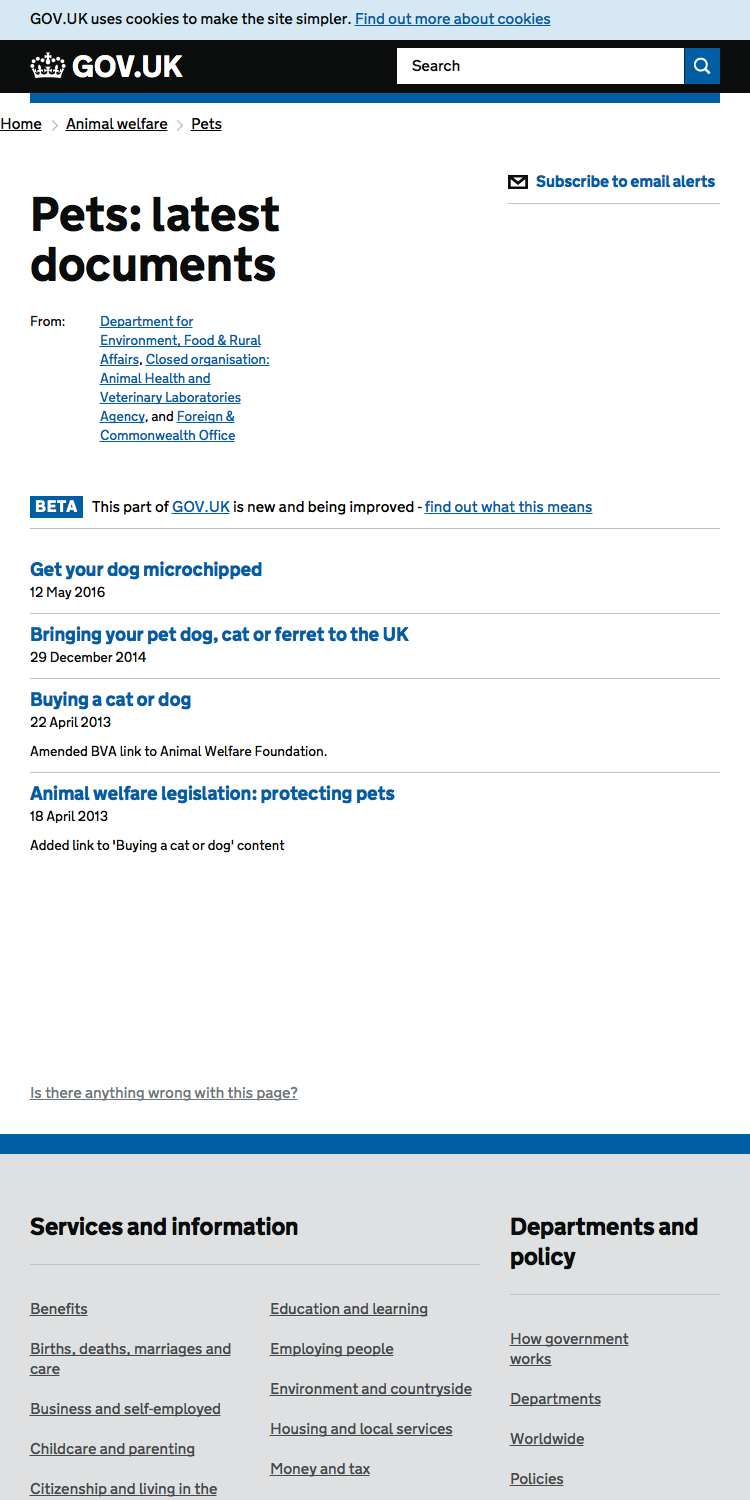 GOV.UK uses cookies to make the site simpler. Find out more about cookies
GOV.UK
Search
Home > Animal welfare > Pets
Subscribe to email alerts
Pets: latest
documents
From:
Department for
Environment, Food & Rural
Affairs, Closed organisation:
Animal Health and
Veterinary Laboratories
Agency, and Foreign &
Commonwealth Office
BETA This part of GOV.UK is new and being improved - find out what this means
Get your dog microchipped
12 May 2016
Bringing your pet dog, cat or ferret to the UK
29 December 2014
Buying a cat or dog
22 April 2013
Amended BVA link to Animal Welfare Foundation.
Animal welfare legislation: protecting pets
18 April 2013
Added link to 'Buying a cat or dog' content
Is there anything wrong with this page?
Services and information
Benefits
Births, deaths, marriages and
care
Business and self-employed
Childcare and parenting
Citizenship and living in the
Education and learning
Employing people
Environment and countryside
Housing and local services
Money and tax
Departments and
policy
How government
works
Departments
Worldwide
Policies